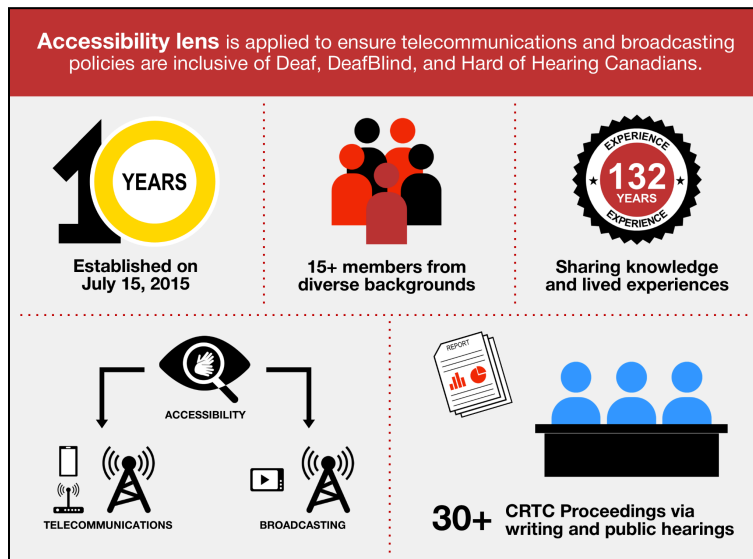 Accessibility lens is applied to ensure telecommunications and broadcasting
policies are inclusive of Deaf, DeafBlind, and Hard of Hearing Canadians.
10
YEARS
Established on
July 15, 2015
15+ members from
diverse backgrounds
EXPERIENCE
132
YEARS
EXPERIENCE
Sharing knowledge
and lived experiences
ACCESSIBILITY
TELECOMMUNICATIONS
BROADCASTING
REPORT
30+ CRTC Proceedings via
writing and public hearings